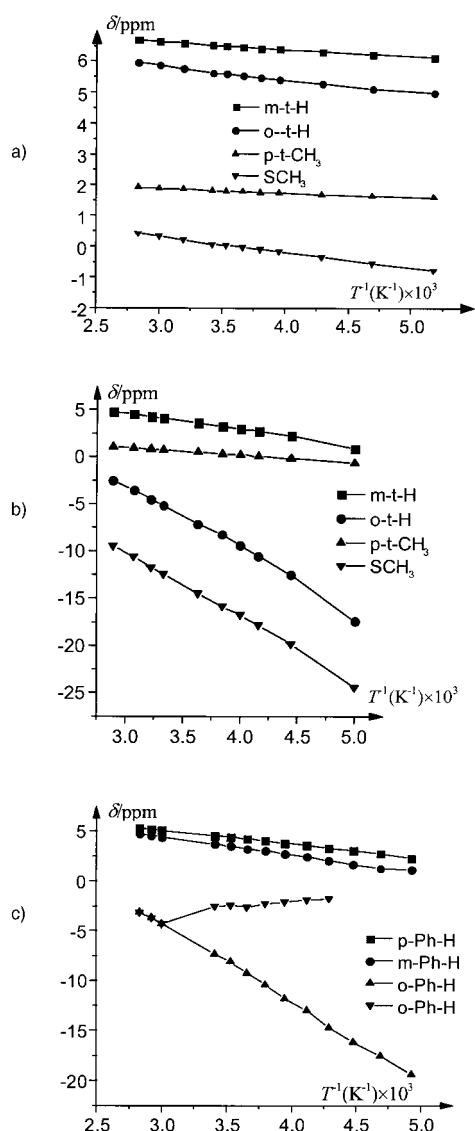 a)
δ/ppm
6
5
4
3
2
1
0
-1
-2
m-t-H
o--t-H
p-t-CH₃
SCH₃
T⁻¹(K⁻¹)×10³
2.5 3.0 3.5 4.0 4.5 5.0
b)
δ/ppm
5
0
-5
-10
-15
-20
-25
m-t-H
o-t-H
p-t-CH₃
SCH₃
T⁻¹(K⁻¹)×10³
3.0 3.5 4.0 4.5 5.0
c)
δ/ppm
5
0
-5
-10
-15
-20
p-Ph-H
m-Ph-H
o-Ph-H
o-Ph-H
T⁻¹(K⁻¹)×10³
2.5 3.0 3.5 4.0 4.5 5.0